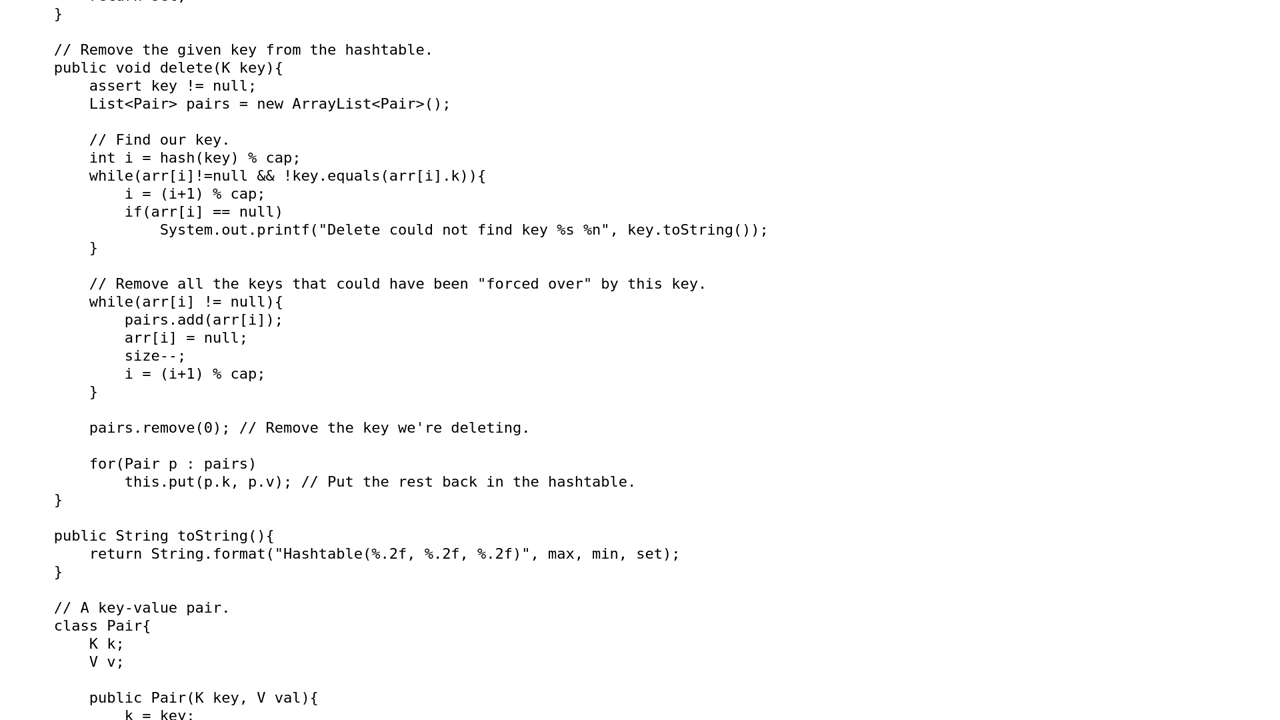 }
// Remove the given key from the hashtable.
public void delete(K key){
assert key != null;
List<Pair> pairs = new ArrayList<Pair>();
// Find our key.
int i = hash(key) % cap;
while(arr[i]!=null && !key.equals(arr[i].k)){
i = (i+1) % cap;
if(arr[i] == null)
System.out.printf("Delete could not find key %s %n", key.toString());
}
// Remove all the keys that could have been "forced over" by this key.
while(arr[i] != null){
pairs.add(arr[i]);
arr[i] = null;
size--;
i = (i+1) % cap;
}
pairs.remove(0); // Remove the key we're deleting.
for(Pair p : pairs)
this.put(p.k, p.v); // Put the rest back in the hashtable.
}
public String toString(){
return String.format("Hashtable(%.2f, %.2f, %.2f)", max, min, set);
}
// A key-value pair.
class Pair{
K k;
V v;
public Pair(K key, V val){
k = key;